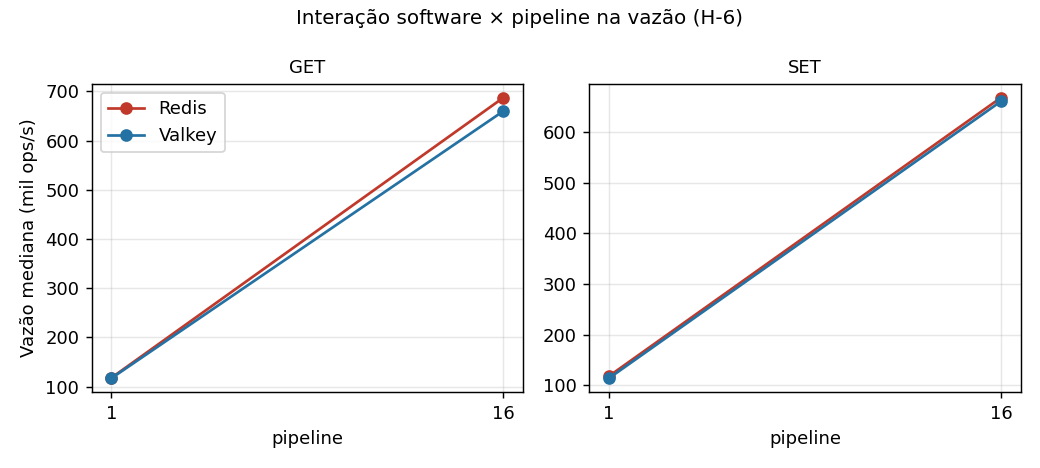 Interação software × pipeline na vazão (H-6)
GET
Vazão mediana (mil ops/s)
700
600
500
400
300
200
100
Redis
Valkey
1
16
pipeline
SET
600
500
400
300
200
100
1
16
pipeline